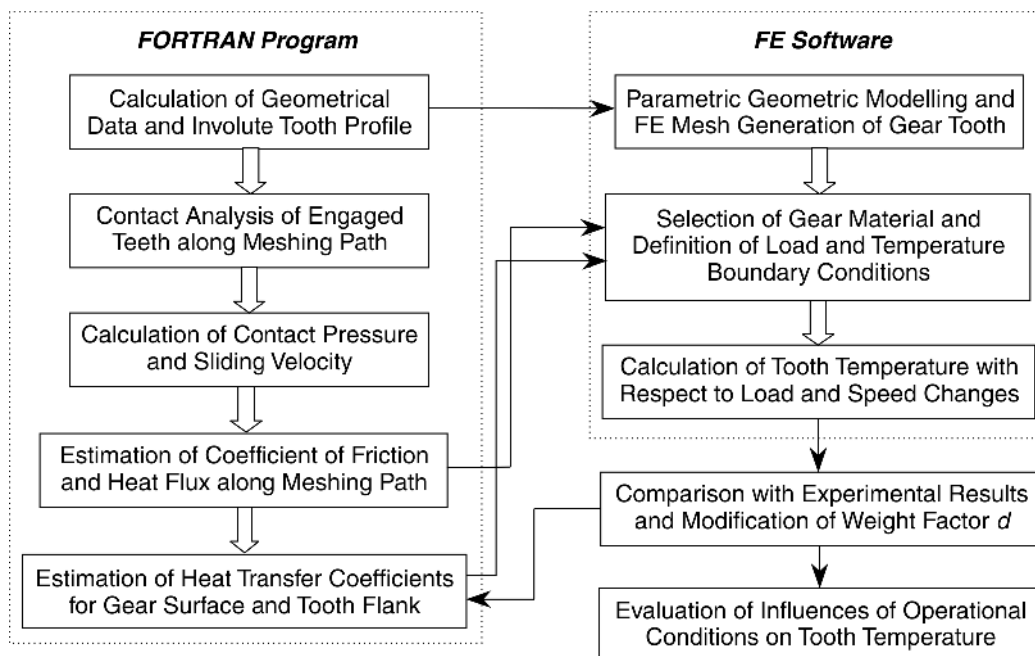 FORTRAN Program
Calculation of Geometrical
Data and Involute Tooth Profile
Contact Analysis of Engaged
Teeth along Meshing Path
Calculation of Contact Pressure
and Sliding Velocity
Estimation of Coefficient of Friction
and Heat Flux along Meshing Path
Estimation of Heat Transfer Coefficients
for Gear Surface and Tooth Flank
FE Software
Parametric Geometric Modelling and
FE Mesh Generation of Gear Tooth
Selection of Gear Material and
Definition of Load and Temperature
Boundary Conditions
Calculation of Tooth Temperature with
Respect to Load and Speed Changes
Comparison with Experimental Results
and Modification of Weight Factor d
Evaluation of Influences of Operational
Conditions on Tooth Temperature